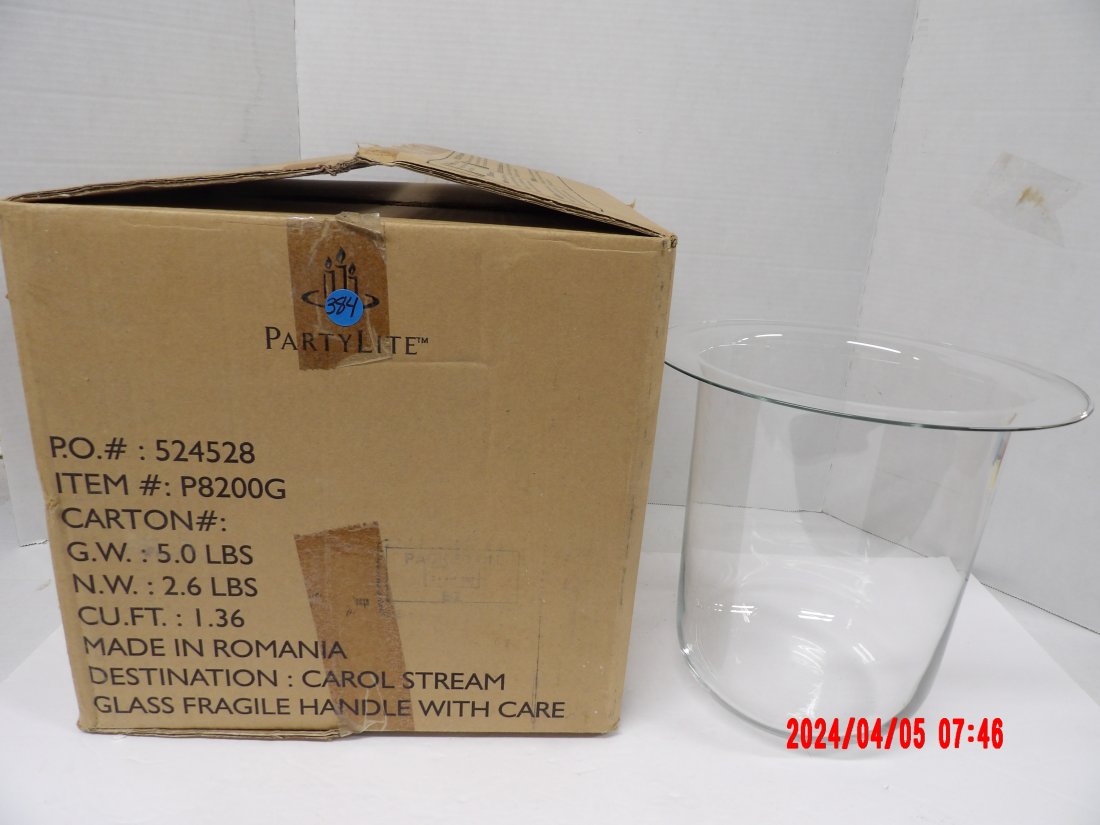 384
PARTYLITE™
P.O.# : 524528
ITEM #: P8200G
CARTON#:
G.W. : 5.0 LBS
N.W. : 2.6 LBS
CU.FT. : 1.36
MADE IN ROMANIA
DESTINATION : CAROL STREAM
GLASS FRAGILE HANDLE WITH CARE
2024/04/05 07:46